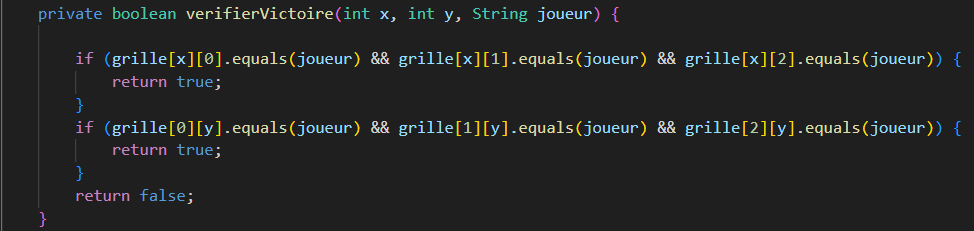 private boolean verifierVictoire(int x, int y, String joueur) {
if (grille[x][0].equals(joueur) && grille[x][1].equals(joueur) && grille[x][2].equals(joueur)) {
return true;
}
if (grille[0][y].equals(joueur) && grille[1][y].equals(joueur) && grille[2][y].equals(joueur)) {
return true;
}
return false;
}